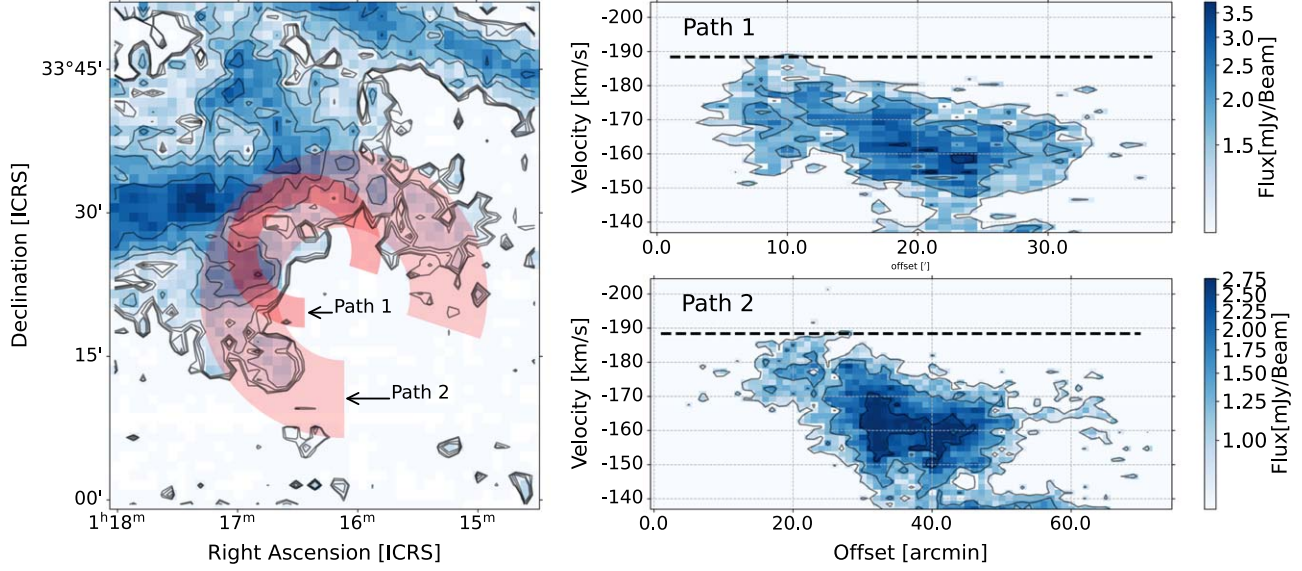 Declination [ICRS]
33°45'
30'
15'
00'
Path 1
Path 2
1ʰ18ᵐ
17ᵐ
16ᵐ
15ᵐ
Right Ascension [ICRS]
Path 1
Velocity [km/s]
-200
-190
-180
-170
-160
-150
-140
0.0
10.0
20.0
30.0
offset [']
3.5
3.0
2.5
2.0
1.5
Flux[mJy/Beam]
Path 2
Velocity [km/s]
-200
-190
-180
-170
-160
-150
-140
0.0
20.0
40.0
60.0
Offset [arcmin]
2.75
2.50
2.25
2.00
1.75
1.50
1.25
1.00
Flux[mJy/Beam]